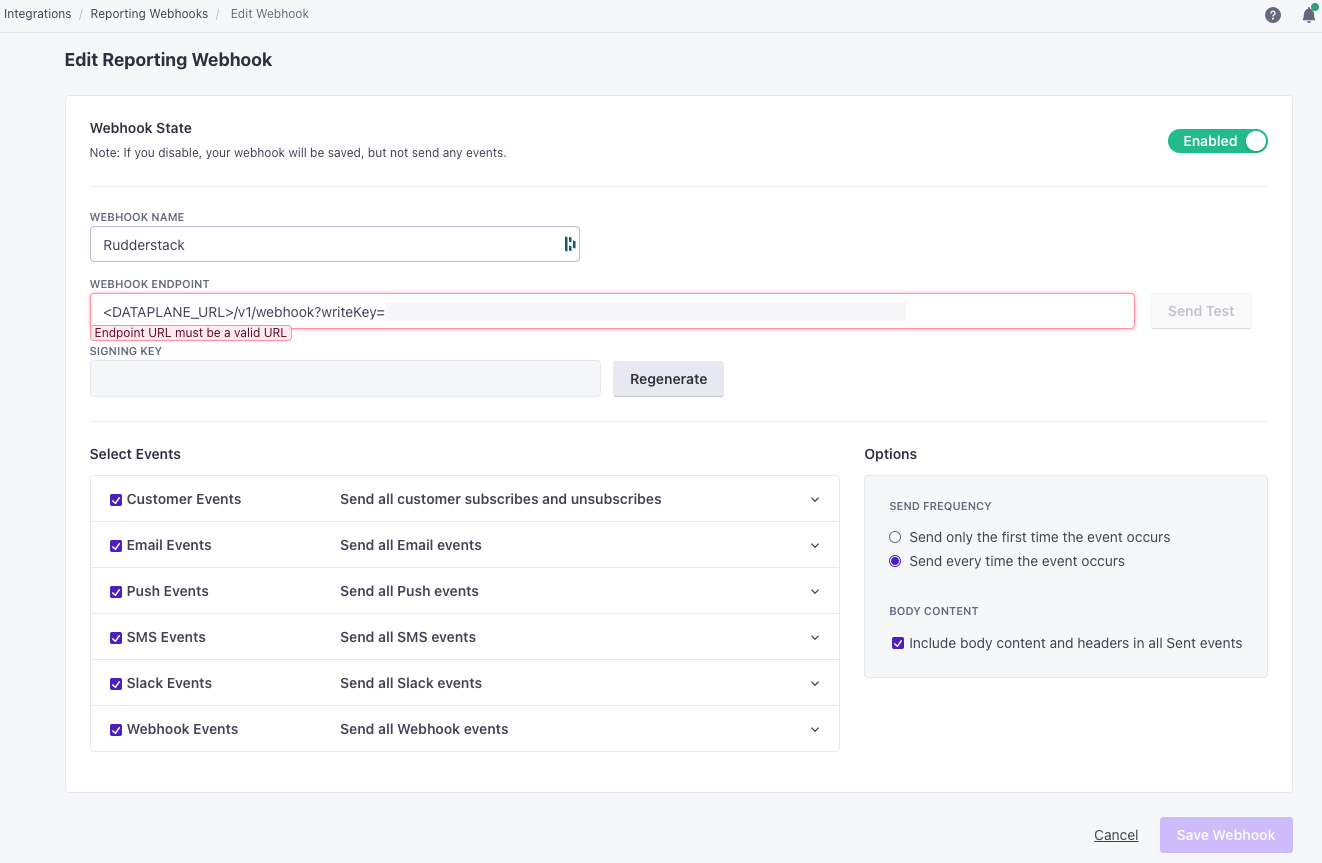 Integrations / Reporting Webhooks / Edit Webhook
Edit Reporting Webhook
Webhook State
Note: If you disable, your webhook will be saved, but not send any events.
Enabled
WEBHOOK NAME
Rudderstack
WEBHOOK ENDPOINT
<DATAPLANE_URL>/v1/webhook?writeKey=
Send Test
Endpoint URL must be a valid URL
SIGNING KEY
Regenerate
Select Events
Customer Events Send all customer subscribes and unsubscribes
Email Events Send all Email events
Push Events Send all Push events
SMS Events Send all SMS events
Slack Events Send all Slack events
Webhook Events Send all Webhook events
Options
SEND FREQUENCY
Send only the first time the event occurs
Send every time the event occurs
BODY CONTENT
Include body content and headers in all Sent events
Cancel
Save Webhook